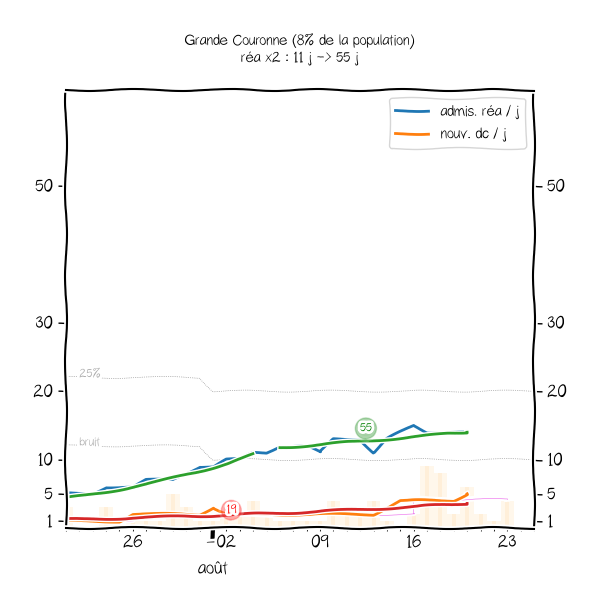 Grande Couronne (8% de la population)
réa x2 : 11 j -> 55 j
admis. réa / j
nouv. dc / j
50 50
30 30
25%
20 20
55
bruit
10 10
5 5
19
1 1
26 02 09 16 23
août